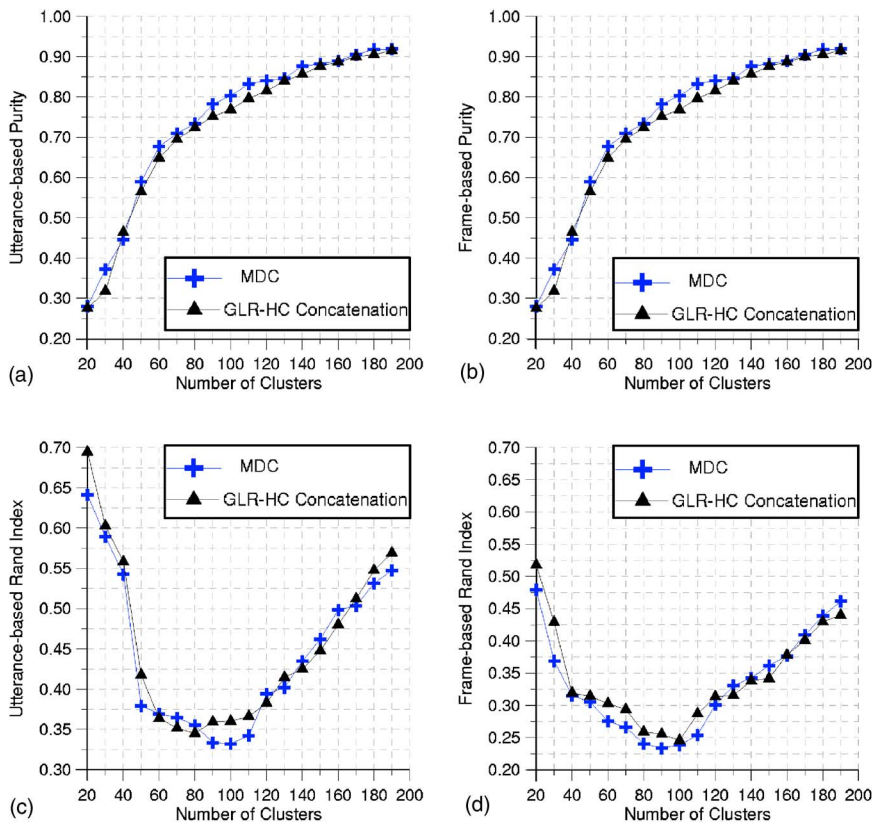 1.00
0.90
0.80
0.70
0.60
0.50
0.40
0.30
0.20
Utterance-based Purity
MDC
GLR-HC Concatenation
20 40 60 80 100 120 140 160 180 200
Number of Clusters
(a)
1.00
0.90
0.80
0.70
0.60
0.50
0.40
0.30
0.20
Frame-based Purity
MDC
GLR-HC Concatenation
20 40 60 80 100 120 140 160 180 200
Number of Clusters
(b)
0.70
0.65
0.60
0.55
0.50
0.45
0.40
0.35
0.30
Utterance-based Rand Index
MDC
GLR-HC Concatenation
20 40 60 80 100 120 140 160 180 200
Number of Clusters
(c)
0.70
0.65
0.60
0.55
0.50
0.45
0.40
0.35
0.30
0.25
0.20
Frame-based Rand Index
MDC
GLR-HC Concatenation
20 40 60 80 100 120 140 160 180 200
Number of Clusters
(d)